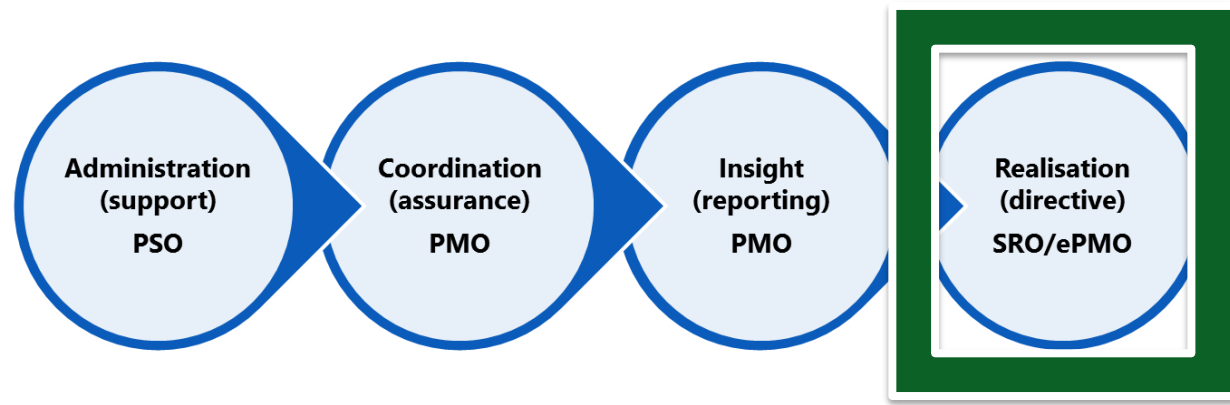 Administration
(support)
PSO
Coordination
(assurance)
PMO
Insight
(reporting)
PMO
Realisation
(directive)
SRO/ePMO